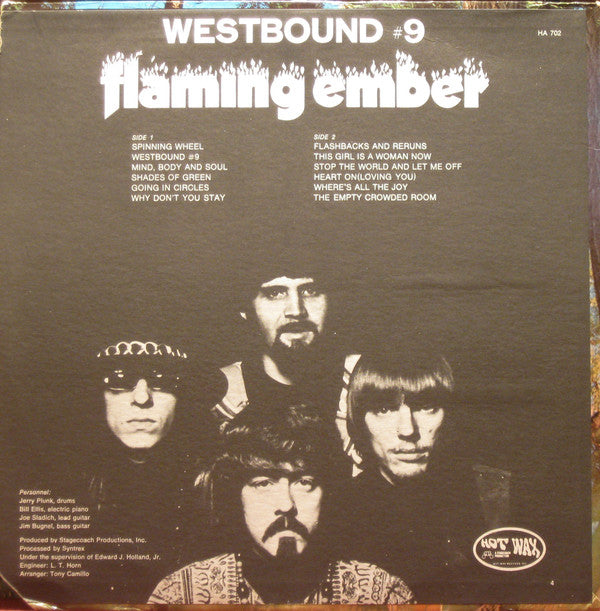 WESTBOUND #9
HA 702
flaming ember
SIDE 1
SPINNING WHEEL
WESTBOUND #9
MIND, BODY AND SOUL
SHADES OF GREEN
GOING IN CIRCLES
WHY DON'T YOU STAY
SIDE 2
FLASHBACKS AND RERUNS
THIS GIRL IS A WOMAN NOW
STOP THE WORLD AND LET ME OFF
HEART ON(LOVING YOU)
WHERE'S ALL THE JOY
THE EMPTY CROWDED ROOM
Personnel:
Jerry Plunk, drums
Bill Ellis, electric piano
Joe Sladich, lead guitar
Jim Bugnel, bass guitar
Produced by Stagecoach Productions, Inc.
Processed by Syntrex
Under the supervision of Edward J. Holland, Jr.
Engineer: L. T. Horn
Arranger: Tony Camillo
HOT WAX
4